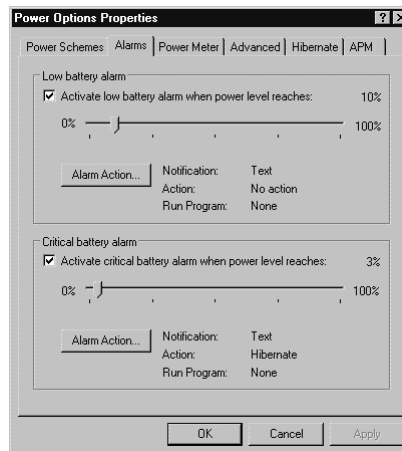 Power Options Properties
Power Schemes Alarms Power Meter Advanced Hibernate APM
Low battery alarm
Activate low battery alarm when power level reaches: 10%
0% 100%
Alarm Action... Notification: Text
Action: No action
Run Program: None
Critical battery alarm
Activate critical battery alarm when power level reaches: 3%
0% 100%
Alarm Action... Notification: Text
Action: Hibernate
Run Program: None
OK Cancel Apply